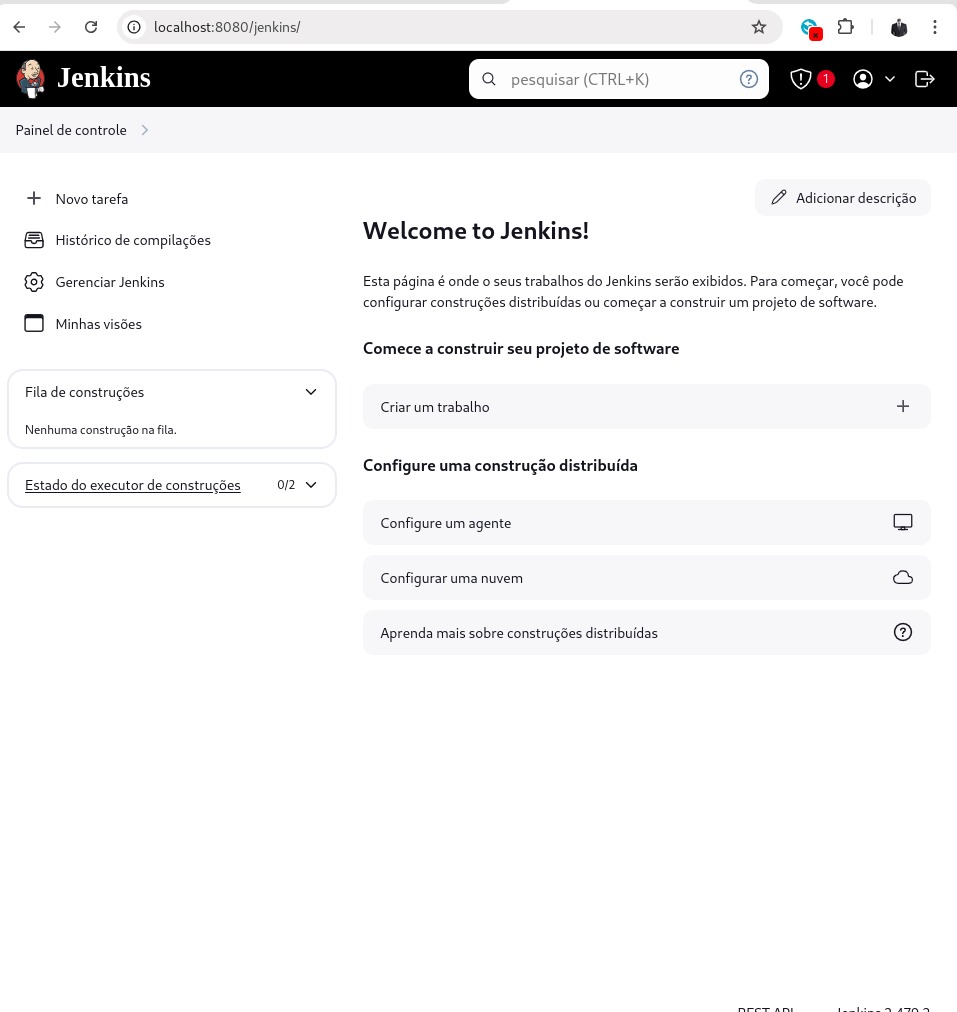 localhost:8080/jenkins/
Jenkins
pesquisar (CTRL+K)
?
1
Painel de controle
Novo tarefa
Adicionar descrição
Histórico de compilações
Gerenciar Jenkins
Minhas visões
Fila de construções
Nenhuma construção na fila.
Estado do executor de construções 0/2
Welcome to Jenkins!
Esta página é onde o seus trabalhos do Jenkins serão exibidos. Para começar, você pode
configurar construções distribuídas ou começar a construir um projeto de software.
Comece a construir seu projeto de software
Criar um trabalho
Configure uma construção distribuída
Configure um agente
Configurar uma nuvem
Aprenda mais sobre construções distribuídas
?
REST API Jenkins 2.479.2